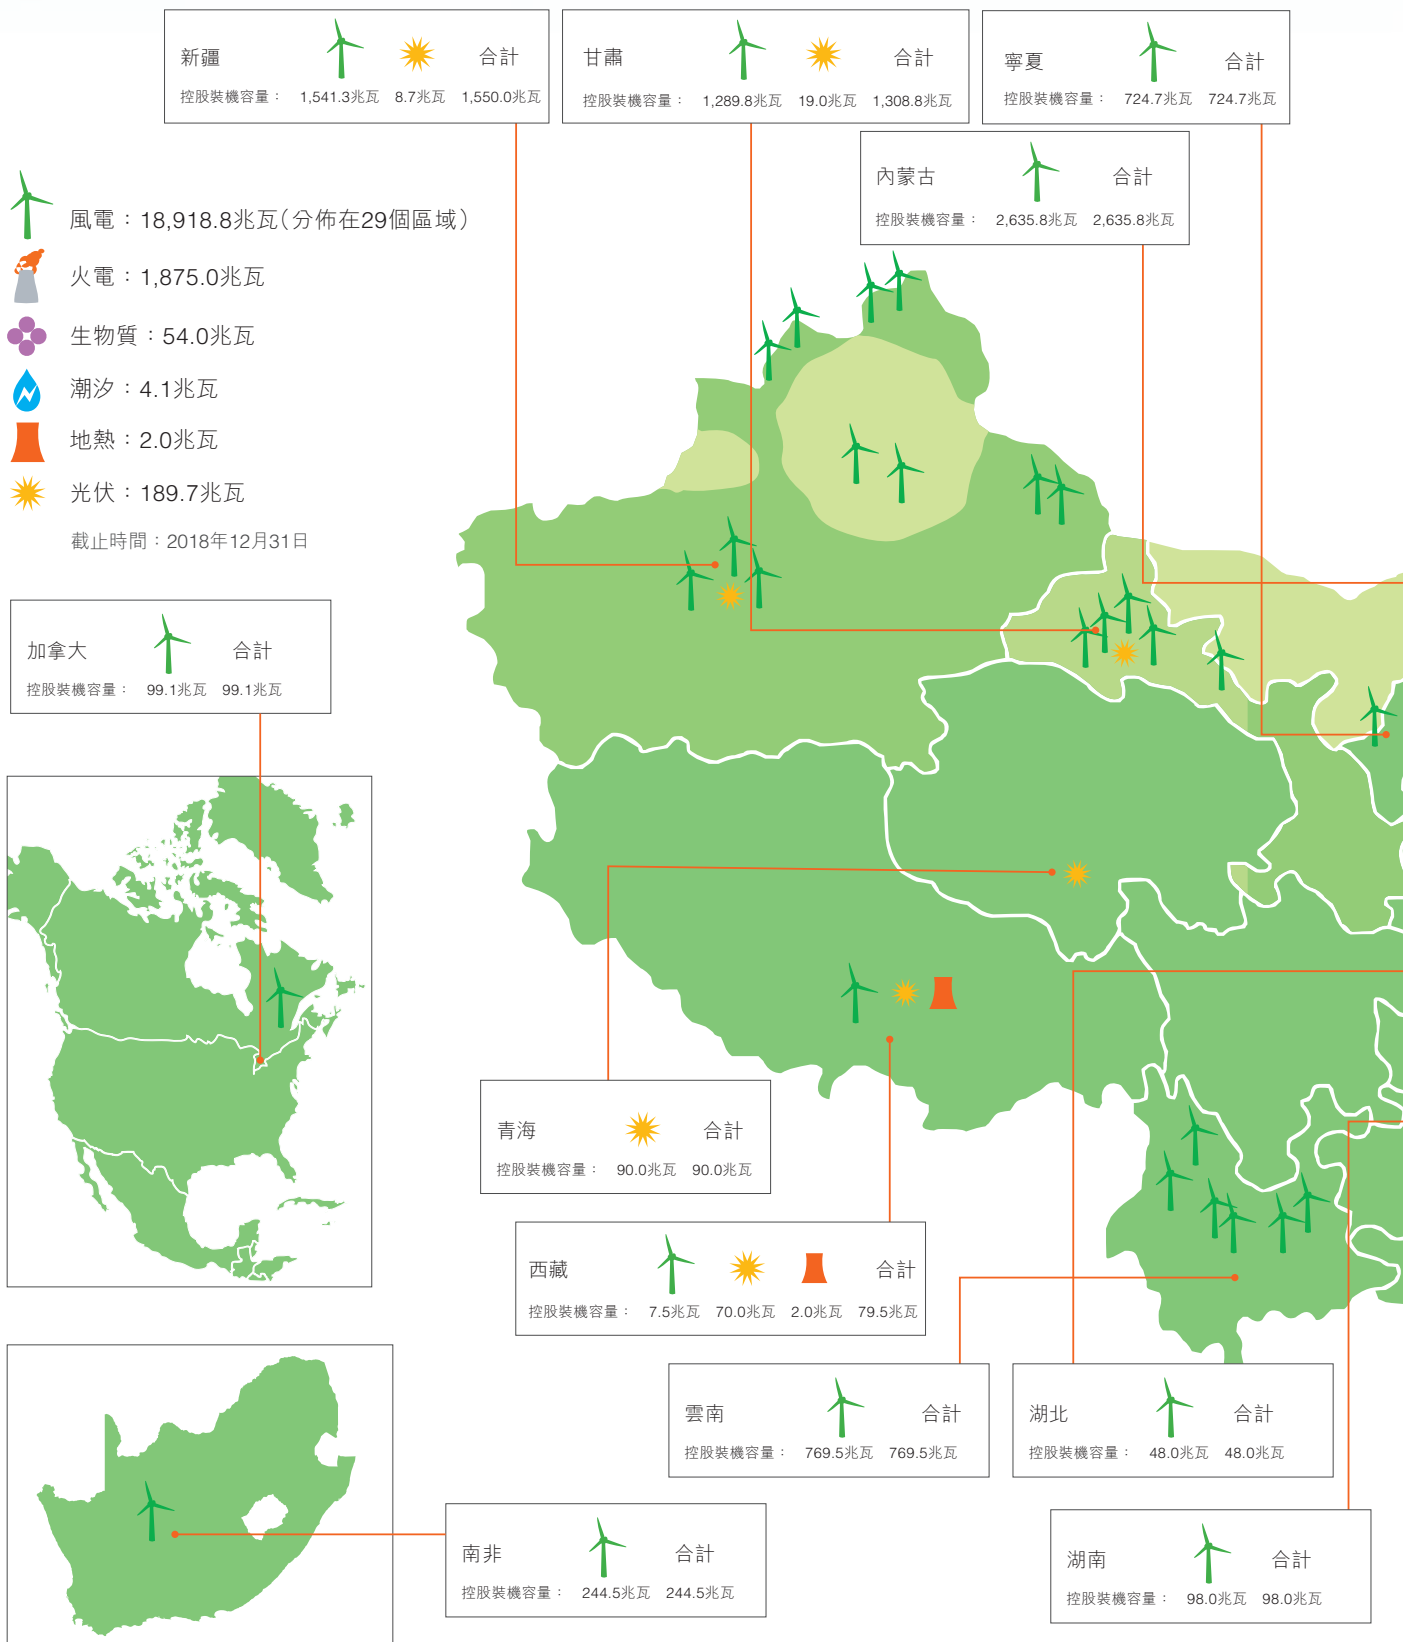 新疆 合計
控股裝機容量： 1,541.3兆瓦 8.7兆瓦 1,550.0兆瓦
甘肅 合計
控股裝機容量： 1,289.8兆瓦 19.0兆瓦 1,308.8兆瓦
寧夏 合計
控股裝機容量： 724.7兆瓦 724.7兆瓦
內蒙古 合計
控股裝機容量： 2,635.8兆瓦 2,635.8兆瓦
風電：18,918.8兆瓦（分佈在29個區域）
火電：1,875.0兆瓦
生物質：54.0兆瓦
潮汐：4.1兆瓦
地熱：2.0兆瓦
光伏：189.7兆瓦
截止時間：2018年12月31日
加拿大 合計
控股裝機容量： 99.1兆瓦 99.1兆瓦
青海 合計
控股裝機容量： 90.0兆瓦 90.0兆瓦
西藏 合計
控股裝機容量： 7.5兆瓦 70.0兆瓦 2.0兆瓦 79.5兆瓦
雲南 合計
控股裝機容量： 769.5兆瓦 769.5兆瓦
湖北 合計
控股裝機容量： 48.0兆瓦 48.0兆瓦
南非 合計
控股裝機容量： 244.5兆瓦 244.5兆瓦
湖南 合計
控股裝機容量： 98.0兆瓦 98.0兆瓦